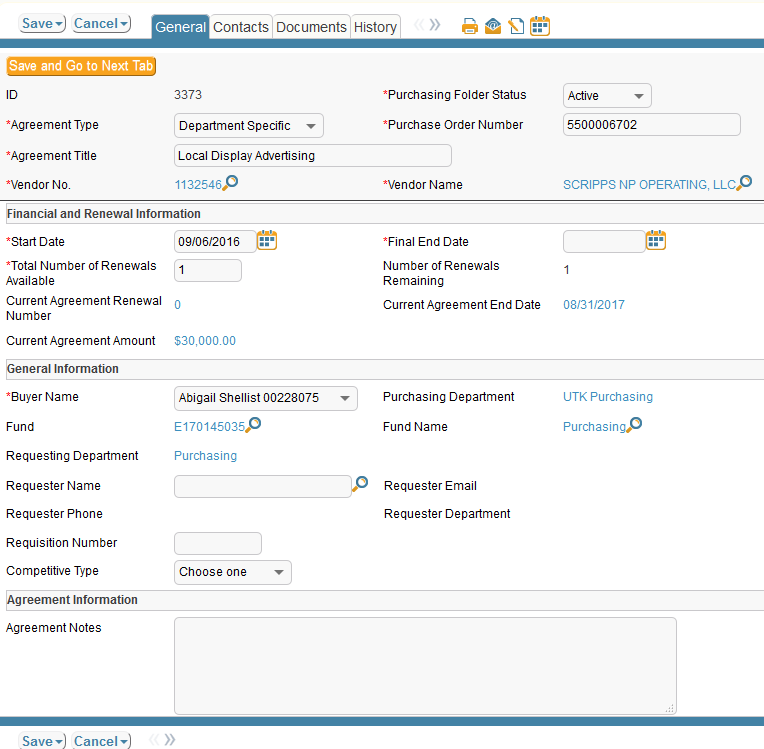 Save Cancel General Contacts Documents History
Save and Go to Next Tab
ID 3373 *Purchasing Folder Status Active
*Agreement Type Department Specific *Purchase Order Number 5500006702
*Agreement Title Local Display Advertising
*Vendor No. 1132546 *Vendor Name SCRIPPS NP OPERATING, LLC
Financial and Renewal Information
*Start Date 09/06/2016 *Final End Date
*Total Number of Renewals Available 1 Number of Renewals Remaining 1
Current Agreement Renewal Number 0 Current Agreement End Date 08/31/2017
Current Agreement Amount $30,000.00
General Information
*Buyer Name Abigail Shellist 00228075 Purchasing Department UTK Purchasing
Fund E170145035 Fund Name Purchasing
Requesting Department Purchasing
Requester Name Requester Email
Requester Phone Requester Department
Requisition Number
Competitive Type Choose one
Agreement Information
Agreement Notes
Save Cancel